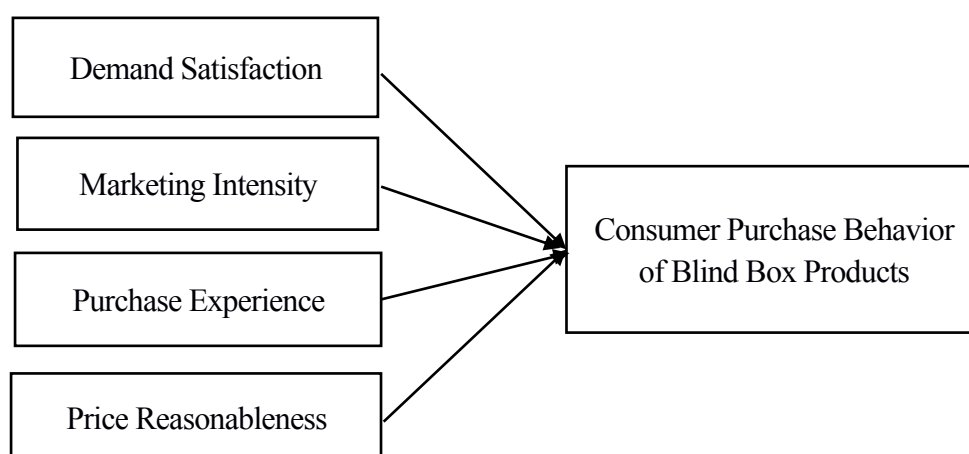 Demand Satisfaction
Marketing Intensity
Purchase Experience
Price Reasonableness
Consumer Purchase Behavior
of Blind Box Products